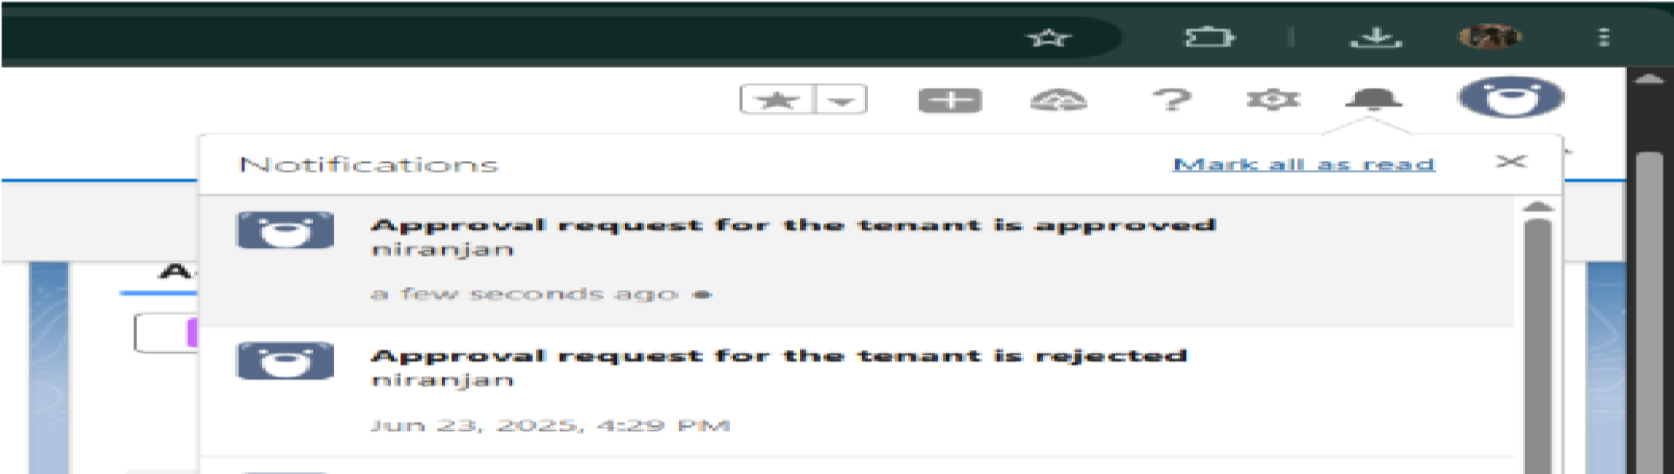 Notifications
Mark all as read
Approval request for the tenant is approved
niranjan
a few seconds ago
Approval request for the tenant is rejected
niranjan
Jun 23, 2025, 4:29 PM